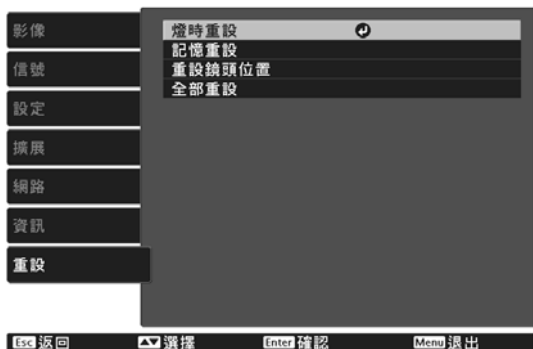 影像
信號
設定
擴展
網路
資訊
重設
燈時重設
記憶重設
重設鏡頭位置
全部重設
Esc 返回 選擇 Enter 確認 Menu 退出